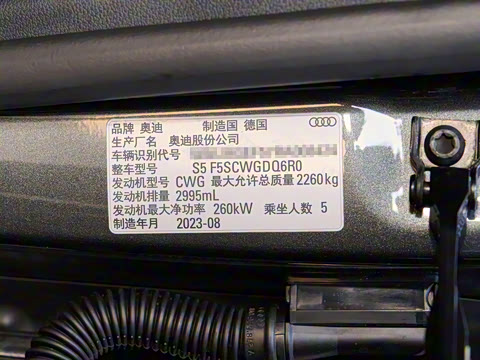 品牌 奥迪 制造国 德国
生产厂名 奥迪股份公司
车辆识别代号
整车型号 S5 F5SCWGDQ6R0
发动机型号 CWG 最大允许总质量 2260kg
发动机排量 2995mL
发动机最大净功率 260kW 乘坐人数 5
制造年月 2023-08